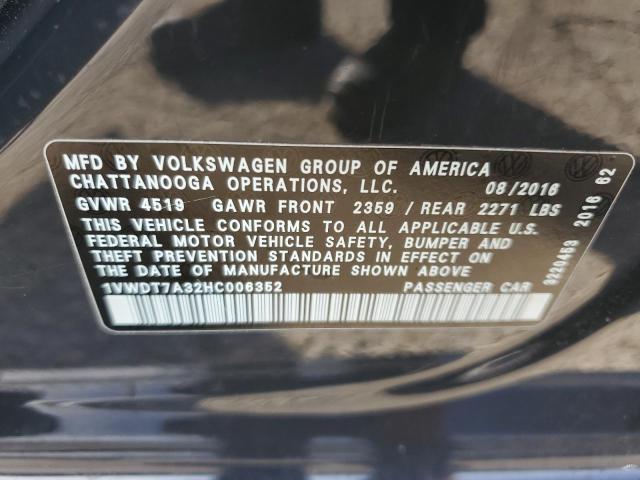 MFD BY VOLKSWAGEN GROUP OF AMERICA
CHATTANOOGA OPERATIONS, LLC. 08/2016
GVWR 4519 GAWR FRONT 2359 / REAR 2271 LBS
THIS VEHICLE CONFORMS TO ALL APPLICABLE U.S.
FEDERAL MOTOR VEHICLE SAFETY, BUMPER AND
THEFT PREVENTION STANDARDS IN EFFECT ON
THE DATE OF MANUFACTURE SHOWN ABOVE
1VWDT7A32HC006352 PASSENGER CAR
9220453 2016 62